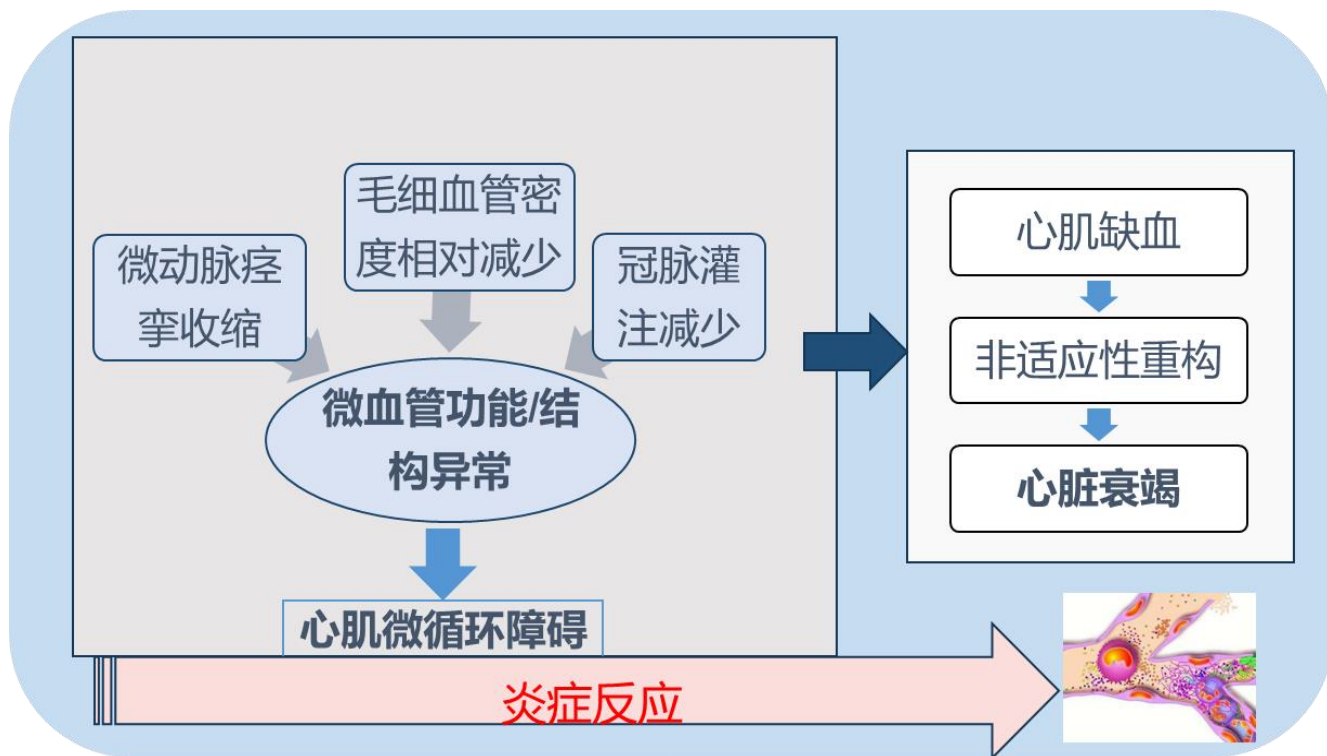 毛细血管密
度相对减少
微动脉痉
挛收缩
冠脉灌
注减少
微血管功能/结
构异常
心肌微循环障碍
心肌缺血
非适应性重构
心脏衰竭
炎症反应